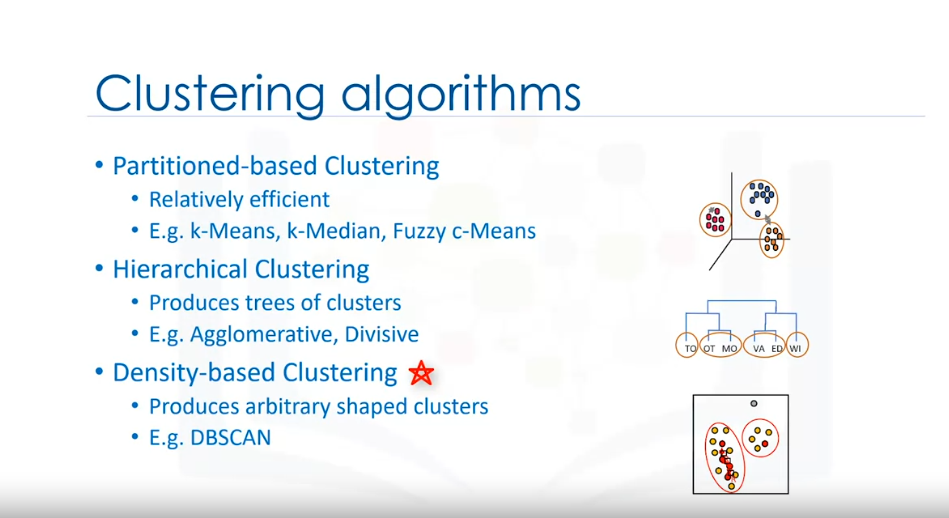 Clustering algorithms
• Partitioned-based Clustering
• Relatively efficient
• E.g. k-Means, k-Median, Fuzzy c-Means
• Hierarchical Clustering
• Produces trees of clusters
• E.g. Agglomerative, Divisive
TO OT MO VA ED WI
• Density-based Clustering
• Produces arbitrary shaped clusters
• E.g. DBSCAN